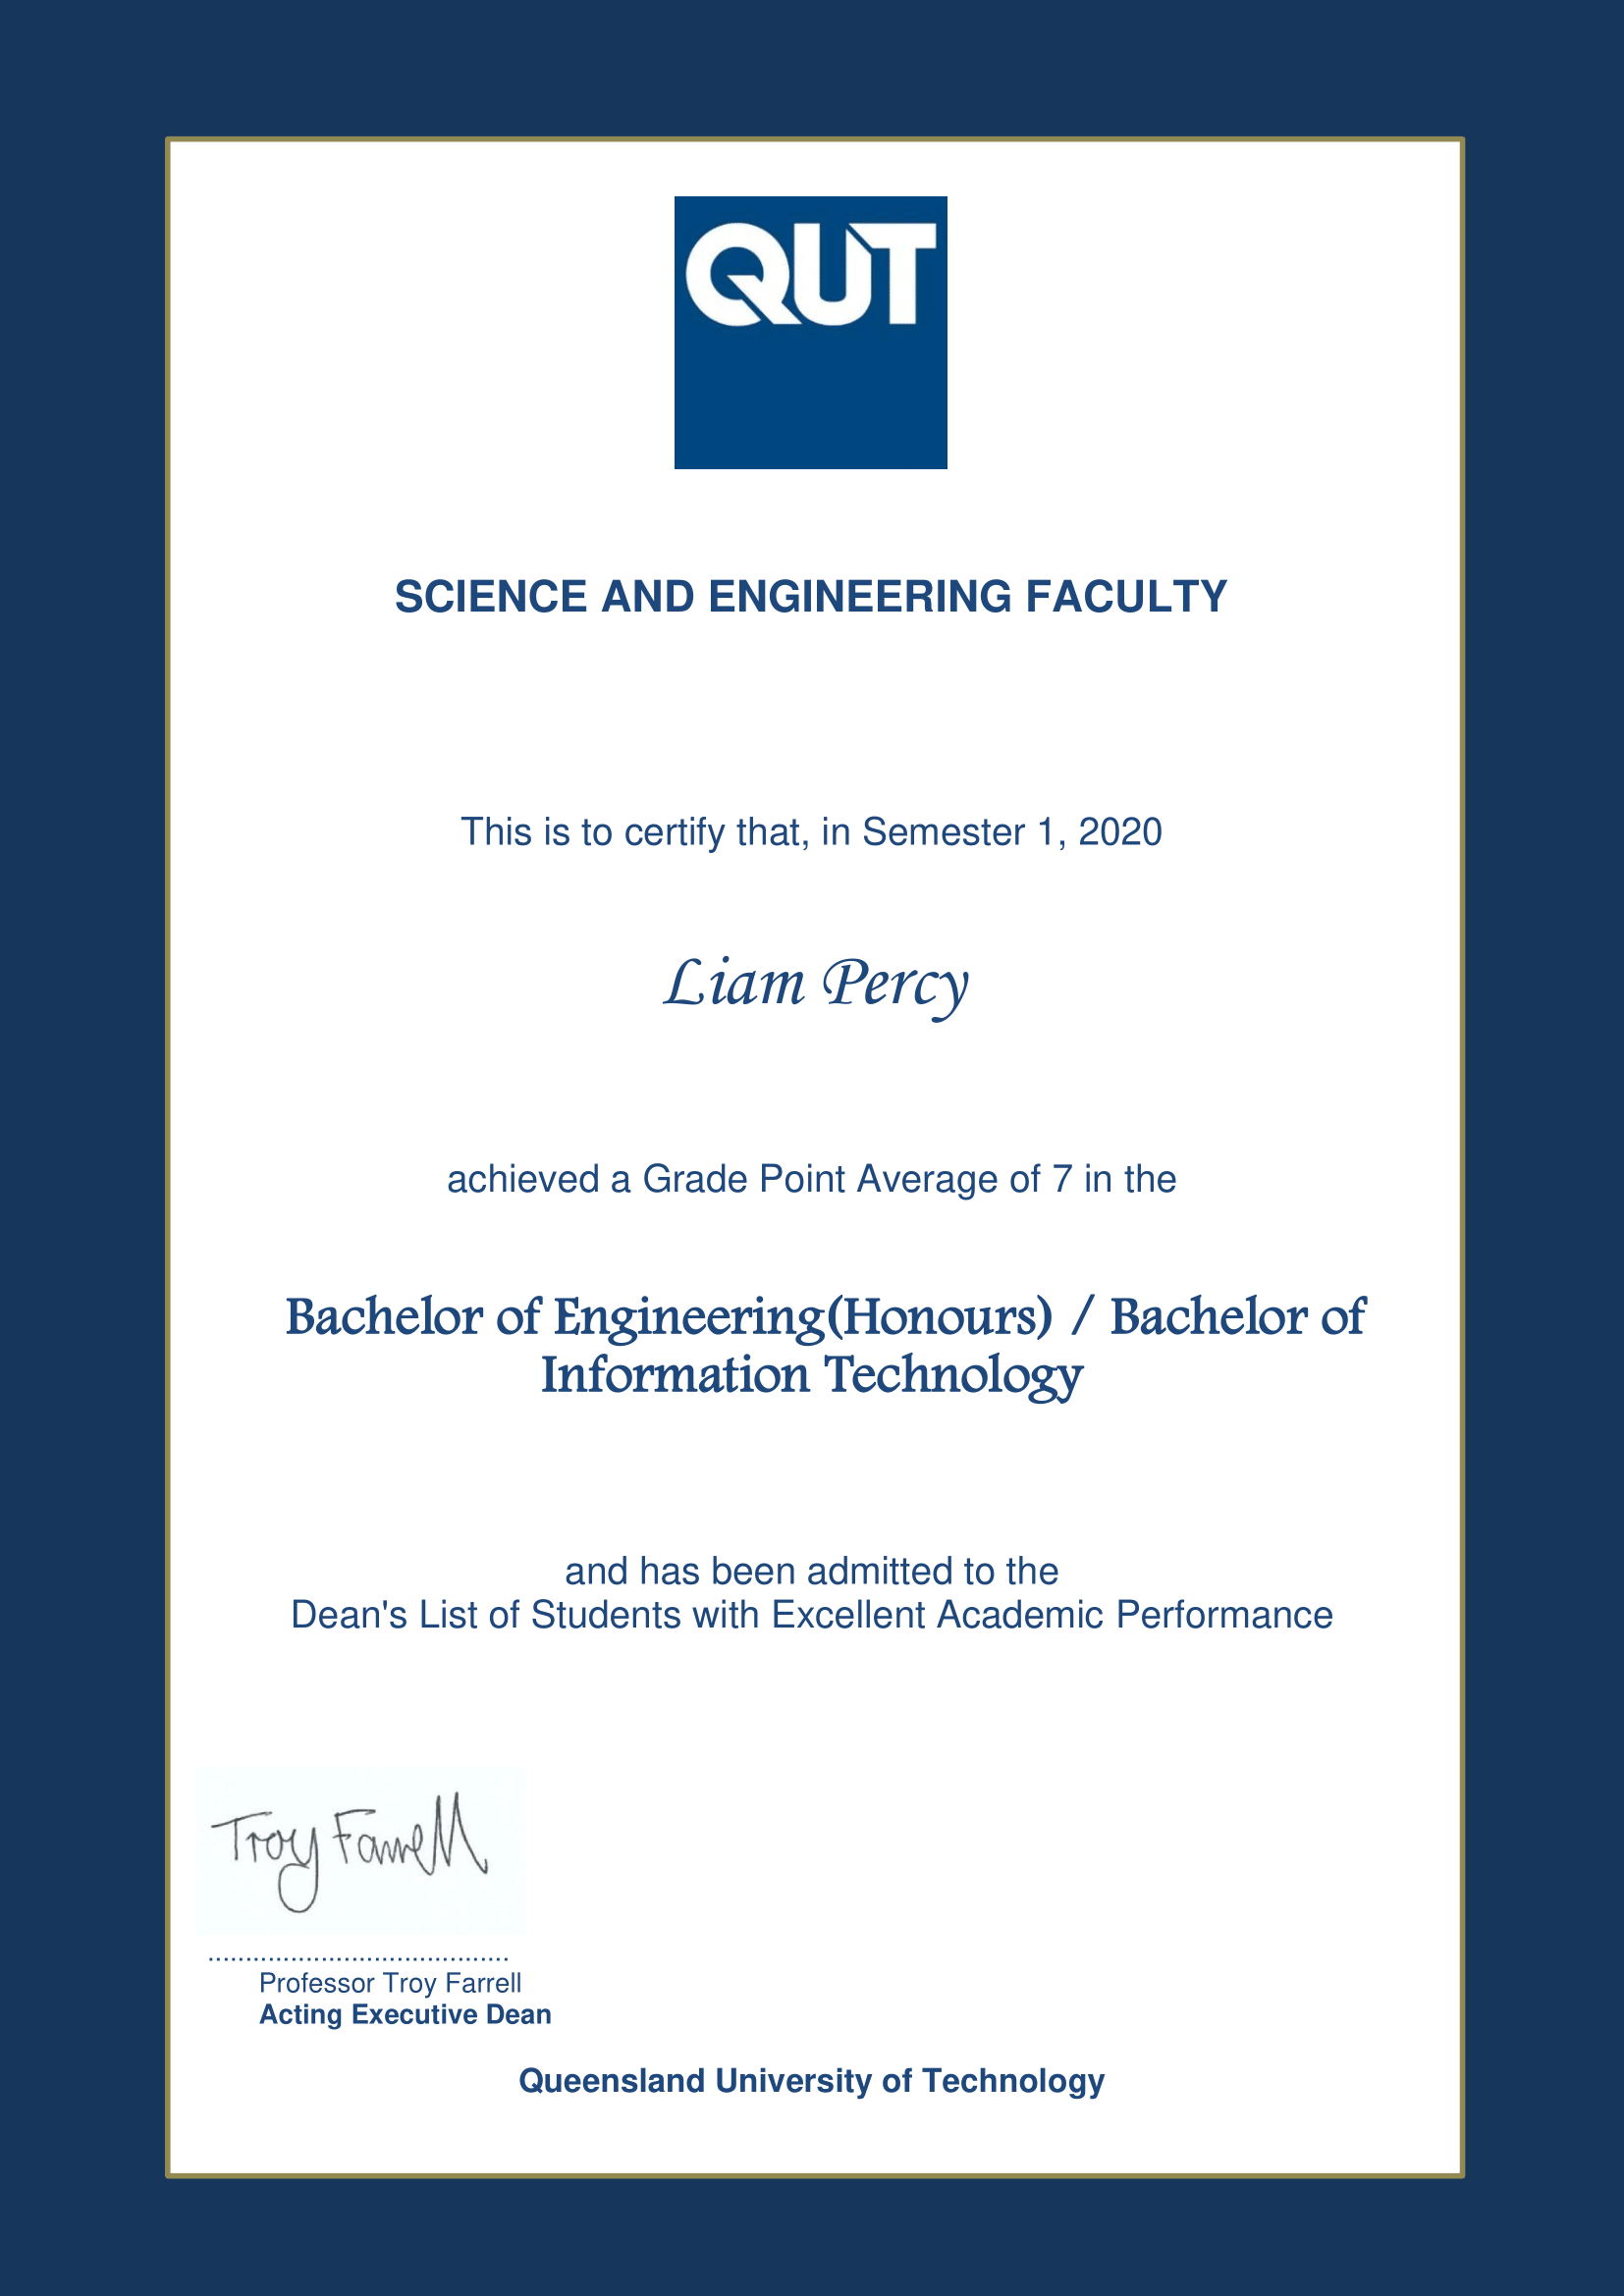 QUT
SCIENCE AND ENGINEERING FACULTY
This is to certify that, in Semester 1, 2020
Liam Percy
achieved a Grade Point Average of 7 in the
Bachelor of Engineering(Honours) / Bachelor of
Information Technology
and has been admitted to the
Dean's List of Students with Excellent Academic Performance
Troy Farrell
........................................
Professor Troy Farrell
Acting Executive Dean
Queensland University of Technology